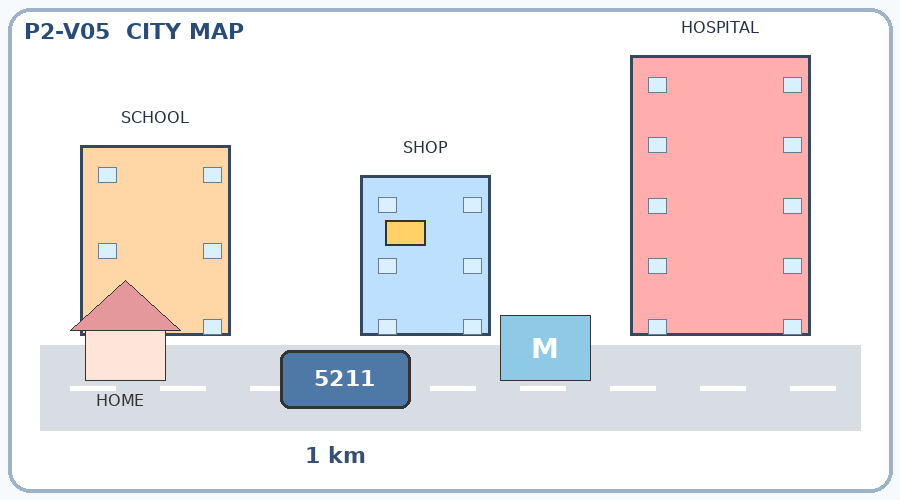 P2-V05 CITY MAP
HOSPITAL
SCHOOL
SHOP
M
5211
HOME
1 km